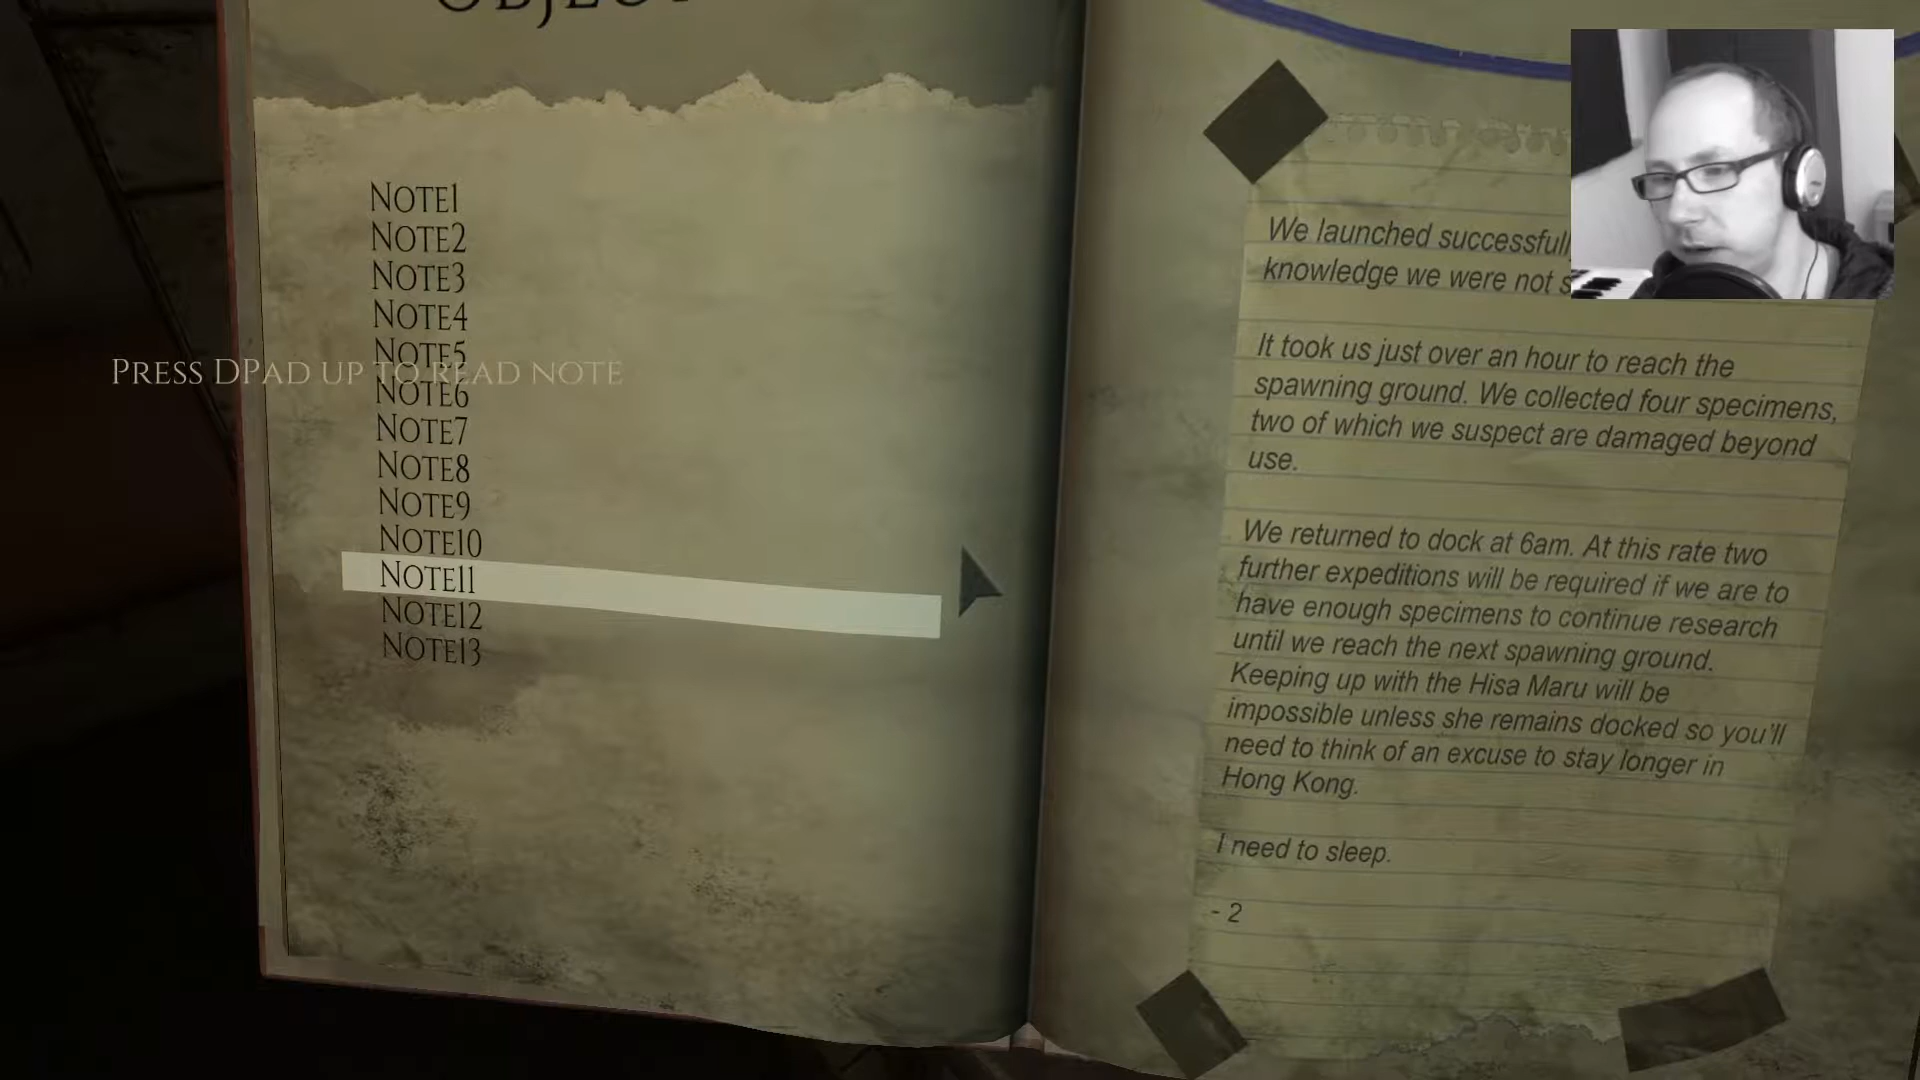 NOTE1
NOTE2
NOTE3
NOTE4
NOTE5
PRESS DPAD UP TO READ NOTE
NOTE6
NOTE7
NOTE8
NOTE9
NOTE10
NOTE11
NOTE12
NOTE13
We launched
knowledge we were not
It took us just over an hour to reach the
spawning ground. We collected four specimens,
two of which we suspect are damaged beyond
use.
We returned to dock at 6am. At this rate two
further expeditions will be required if we are to
have enough specimens to continue research
until we reach the next spawning ground.
Keeping up with the Hisa Maru will be
impossible unless she remains docked so you'll
need to think of an excuse to stay longer in
Hong Kong.
I need to sleep.
- 2